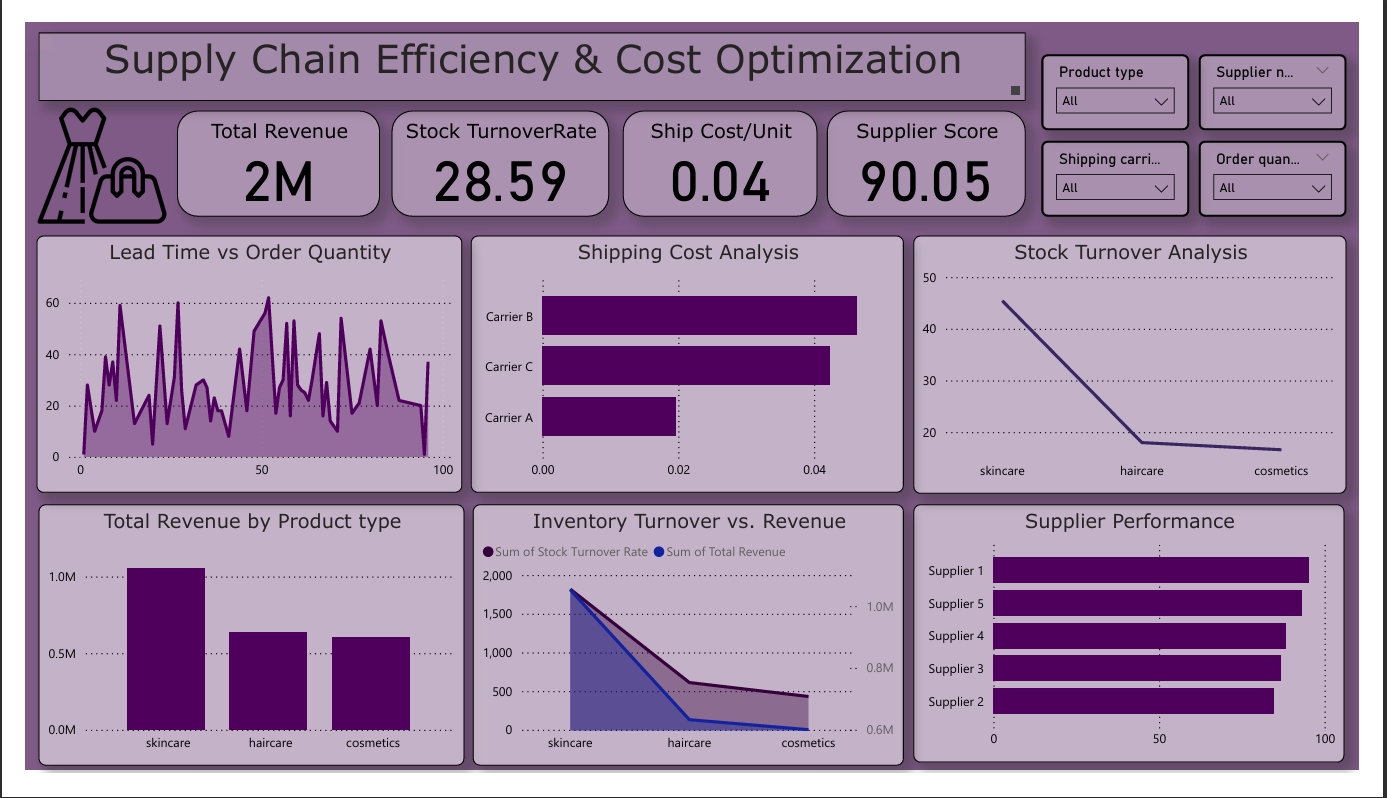 Supply Chain Efficiency & Cost Optimization
Product type
All
Supplier n...
All
Shipping carri...
All
Order quan...
All
Total Revenue
2M
Stock TurnoverRate
28.59
Ship Cost/Unit
0.04
Supplier Score
90.05
Lead Time vs Order Quantity
60
40
20
0
0 50 100
Shipping Cost Analysis
Carrier B
Carrier C
Carrier A
0.00 0.02 0.04
Stock Turnover Analysis
50
40
30
20
skincare haircare cosmetics
Total Revenue by Product type
1.0M
0.5M
0.0M
skincare haircare cosmetics
Inventory Turnover vs. Revenue
Sum of Stock Turnover Rate Sum of Total Revenue
2,000
1,500
1,000
500
0
1.0M
0.8M
0.6M
skincare haircare cosmetics
Supplier Performance
Supplier 1
Supplier 5
Supplier 4
Supplier 3
Supplier 2
0 50 100